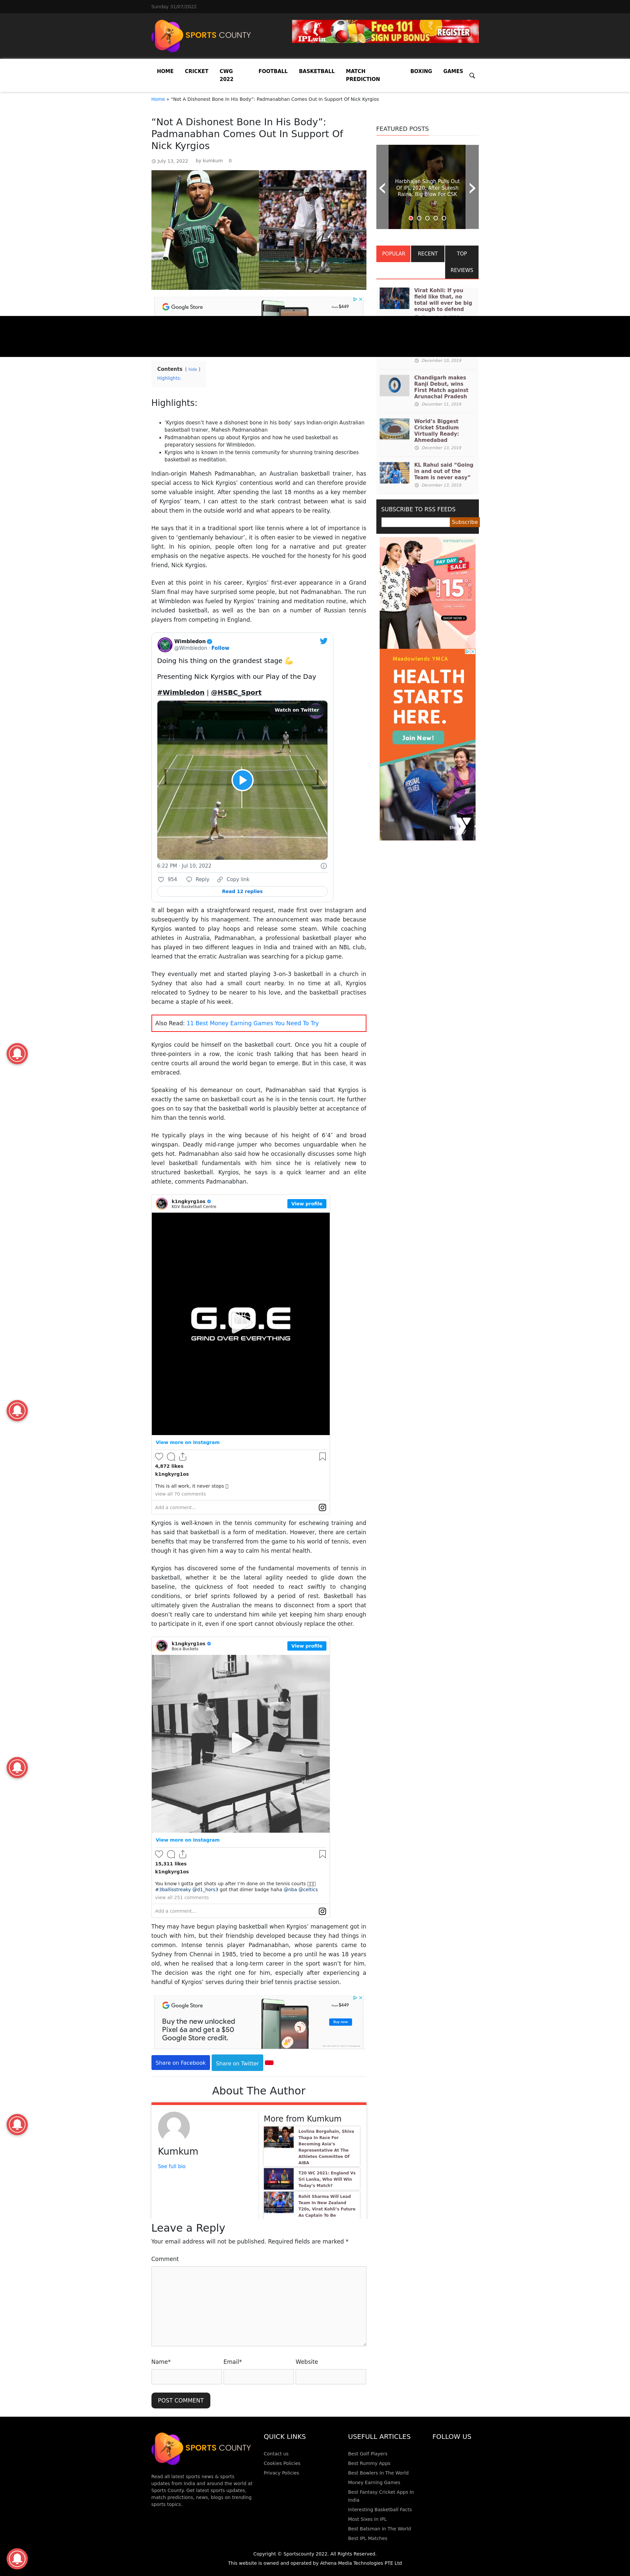 Sunday 31/07/2022
SPORTS COUNTY
IPLwin Free 101 SIGN UP BONUS REGISTER
HOME
CRICKET
CWG 2022
FOOTBALL
BASKETBALL
MATCH PREDICTION
BOXING
GAMES
Home » "Not A Dishonest Bone In His Body": Padmanabhan Comes Out In Support Of Nick Kyrgios
"Not A Dishonest Bone In His Body":
Padmanabhan Comes Out In Support Of
Nick Kyrgios
July 13, 2022 by kumkum 0
Google Store
From $449
Contents [ hide ]
Highlights:
Highlights:
'Kyrgios doesn't have a dishonest bone in his body' says Indian-origin Australian
basketball trainer, Mahesh Padmanabhan
Padmanabhan opens up about Kyrgios and how he used basketball as
preparatory sessions for Wimbledon.
Kyrgios who is known in the tennis community for shunning training describes
basketball as meditation.
Indian-origin Mahesh Padmanabhan, an Australian basketball trainer, has
special access to Nick Kyrgios' emotional corridor and can therefore provide
some valuable insight. After spending the last 18 months as a key member
of Kyrgios' team, I can attest to the stark contrast between what is said
about them in the outside world and what appears to be reality.
He says that it in a traditional sport like tennis where a lot of importance is
given to 'gentlemanly behaviour', it is often easier to be viewed in negative
light. In his opinion, people often long for a narrative and put greater
emphasis on the negative aspects. He vouched for the honesty for his good
friend, Nick Kyrgios.
Even at this point in his career, Kyrgios' first-ever appearance in a Grand
Slam final may have surprised some people, but not Padmanabhan. The run
at Wimbledon was fueled by Kyrgios' training and meditation routine, which
included basketball, as well as the ban on a number of Russian tennis
players from competing in England.
Wimbledon
@Wimbledon · Follow
Doing his thing on the grandest stage 💪
Presenting Nick Kyrgios with our Play of the Day
#Wimbledon | @HSBC_Sport
Watch on Twitter
6:22 PM · Jul 10, 2022
954 Reply Copy link
Read 12 replies
It all began with a straightforward request, made first over Instagram and
subsequently by his management. The announcement was made because
Kyrgios wanted to play hoops and release some steam. While coaching
athletes in Australia, Padmanabhan, a professional basketball player who
has played in two different leagues in India and trained with an NBL club,
learned that the erratic Australian was searching for a pickup game.
They eventually met and started playing 3-on-3 basketball in a church in
Sydney that also had a small court nearby. In no time at all, Kyrgios
relocated to Sydney to be nearer to his love, and the basketball practises
became a staple of his week.
Also Read: 11 Best Money Earning Games You Need To Try
Kyrgios could be himself on the basketball court. Once you hit a couple of
three-pointers in a row, the iconic trash talking that has been heard in
centre courts all around the world began to emerge. But in this case, it was
embraced.
Speaking of his demeanour on court, Padmanabhan said that Kyrgios is
exactly the same on basketball court as he is in the tennis court. He further
goes on to say that the basketball world is plausibly better at acceptance of
him than the tennis world.
He typically plays in the wing because of his height of 6'4″ and broad
wingspan. Deadly mid-range jumper who becomes unguardable when he
gets hot. Padmanabhan also said how he occasionally discusses some high
level basketball fundamentals with him since he is relatively new to
structured basketball. Kyrgios, he says is a quick learner and an elite
athlete, comments Padmanabhan.
k1ngkyrg1os
KGV Basketball Centre
View profile
G.O.E
GRIND OVER EVERYTHING
View more on Instagram
4,872 likes
k1ngkyrg1os
This is all work, it never stops
view all 70 comments
Add a comment...
Kyrgios is well-known in the tennis community for eschewing training and
has said that basketball is a form of meditation. However, there are certain
benefits that may be transferred from the game to his world of tennis, even
though it has given him a way to calm his mental health.
Kyrgios has discovered some of the fundamental movements of tennis in
basketball, whether it be the lateral agility needed to glide down the
baseline, the quickness of foot needed to react swiftly to changing
conditions, or brief sprints followed by a period of rest. Basketball has
ultimately given the Australian the means to disconnect from a sport that
doesn't really care to understand him while yet keeping him sharp enough
to participate in it, even if one sport cannot obviously replace the other.
k1ngkyrg1os
Boca Buckets
View profile
View more on Instagram
15,311 likes
k1ngkyrg1os
You know I gotta get shots up after I'm done on the tennis courts
#3ballisstreaky @d1_hors3 got that dimer badge haha @nba @celtics
view all 251 comments
Add a comment...
They may have begun playing basketball when Kyrgios' management got in
touch with him, but their friendship developed because they had things in
common. Intense tennis player Padmanabhan, whose parents came to
Sydney from Chennai in 1985, tried to become a pro until he was 18 years
old, when he realised that a long-term career in the sport wasn't for him.
The decision was the right one for him, especially after experiencing a
handful of Kyrgios' serves during their brief tennis practise session.
Google Store
Buy the new unlocked
Pixel 6a and get a $50
Google Store credit.
From $449
Buy now
Share on Facebook
Share on Twitter
About The Author
Kumkum
See full bio
More from Kumkum
Lovlina Borgohain, Shiva
Thapa In Race For
Becoming Asia's
Representative At The
Athletes Committee Of
AIBA
T20 WC 2021: England Vs
Sri Lanka, Who Will Win
Today's Match?
Rohit Sharma Will Lead
Team In New Zealand
T20s, Virat Kohli's Future
As Captain To Be
Leave a Reply
Your email address will not be published. Required fields are marked *
Comment
Name*
Email*
Website
POST COMMENT
FEATURED POSTS
Harbhajan Singh Pulls Out
Of IPL 2020; After Suresh
Raina, Big Blow For CSK
POPULAR
RECENT
TOP REVIEWS
Virat Kohli: If you
field like that, no
total will ever be big
enough to defend
December 10, 2019
Chandigarh makes
Ranji Debut, wins
First Match against
Arunachal Pradesh
December 11, 2019
World's Biggest
Cricket Stadium
Virtually Ready:
Ahmedabad
December 13, 2019
KL Rahul said "Going
in and out of the
Team is never easy"
December 13, 2019
SUBSCRIBE TO RSS FEEDS
Subscribe
PAY DAY SALE
15
SHOP NOW >
Meadowlands YMCA
HEALTH
STARTS
HERE.
Join Now!
the
SPORTS COUNTY
Read all latest sports news & sports
updates from India and around the world at
Sports County. Get latest sports updates,
match predictions, news, blogs on trending
sports topics.
QUICK LINKS
Contact us
Cookies Policies
Privacy Policies
USEFULL ARTICLES
Best Golf Players
Best Rummy Apps
Best Bowlers In The World
Money Earning Games
Best Fantasy Cricket Apps In
India
Interesting Basketball Facts
Most Sixes In IPL
Best Batsman In The World
Best IPL Matches
FOLLOW US
Copyright © Sportscounty 2022. All Rights Reserved.
This website is owned and operated by Athena Media Technologies PTE Ltd